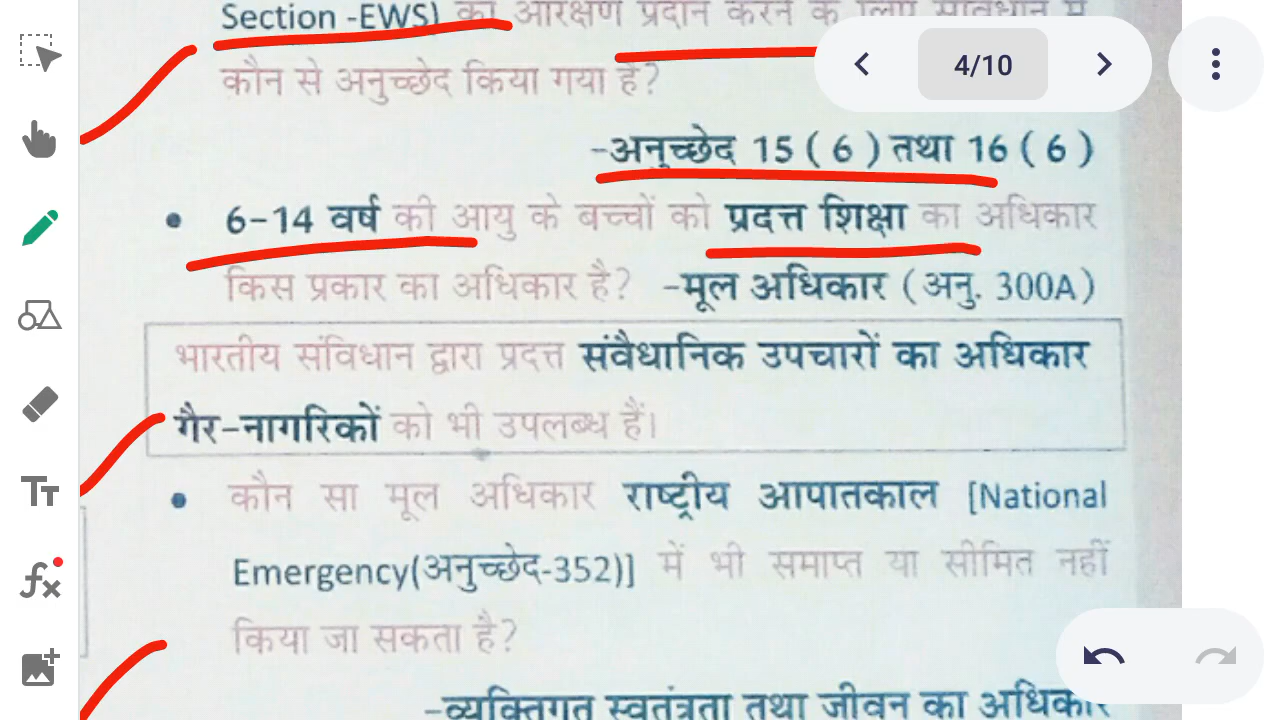 Section -EWS) को आरक्षण प्रदान करने के लिए संविधान में
कौन से अनुच्छेद किया गया है?
4/10
-अनुच्छेद 15 ( 6 ) तथा 16 ( 6 )
• 6-14 वर्ष की आयु के बच्चों को प्रदत्त शिक्षा का अधिकार
किस प्रकार का अधिकार है? -मूल अधिकार (अनु. 300A)
भारतीय संविधान द्वारा प्रदत्त संवैधानिक उपचारों का अधिकार
गैर-नागरिकों को भी उपलब्ध हैं।
• कौन सा मूल अधिकार राष्ट्रीय आपातकाल [National
Emergency(अनुच्छेद-352)] में भी समाप्त या सीमित नहीं
किया जा सकता है?
-व्यक्तिगत स्वतंत्रता तथा जीवन का अधिकार